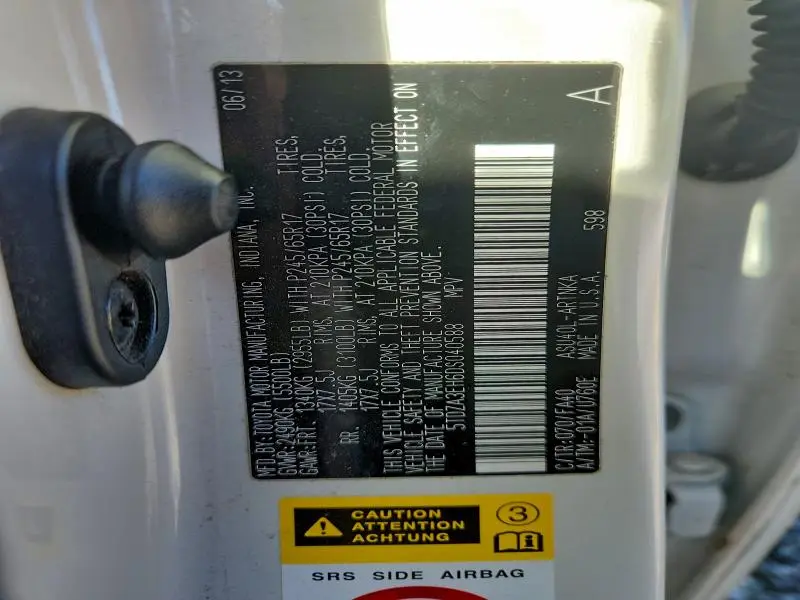 MFD. BY: TOYOTA MOTOR MANUFACTURING, INDIANA, INC. 06/13
GVWR: 2490KG (5500LB)
GAWR: FRT. 1340KG (2955LB) WITH P245/65R17 TIRES,
17X7.5J RIMS, AT 210KPA (30PSI) COLD.
RR. 1405KG (3100LB) WITH P245/65R17 TIRES,
17X7.5J RIMS, AT 210KPA (30PSI) COLD.
THIS VEHICLE CONFORMS TO ALL APPLICABLE FEDERAL MOTOR
VEHICLE SAFETY AND THEFT PREVENTION STANDARDS IN EFFECT ON
THE DATE OF MANUFACTURE SHOWN ABOVE.
5TDZA3EH6DS040588 MPV
C/TR: 070/FA40 ASU40L-ARTNKA 598 A
A/TM: -01A/U760E MADE IN U.S.A.
CAUTION
ATTENTION
ACHTUNG
3
SRS SIDE AIRBAG